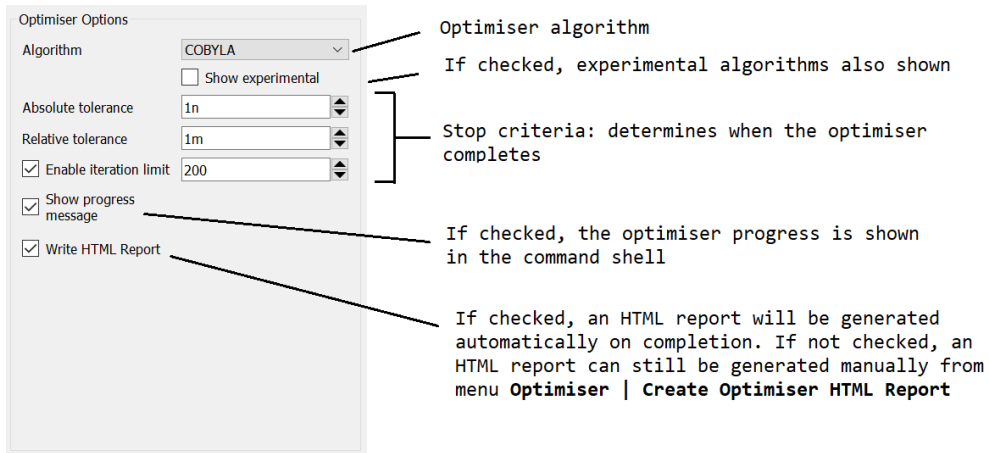 Optimiser Options
Algorithm
COBYLA
Show experimental
Absolute tolerance
1n
Relative tolerance
1m
Enable iteration limit
200
Show progress
message
Write HTML Report
Optimiser algorithm
If checked, experimental algorithms also shown
Stop criteria: determines when the optimiser
completes
If checked, the optimiser progress is shown
in the command shell
If checked, an HTML report will be generated
automatically on completion. If not checked, an
HTML report can still be generated manually from
menu Optimiser | Create Optimiser HTML Report